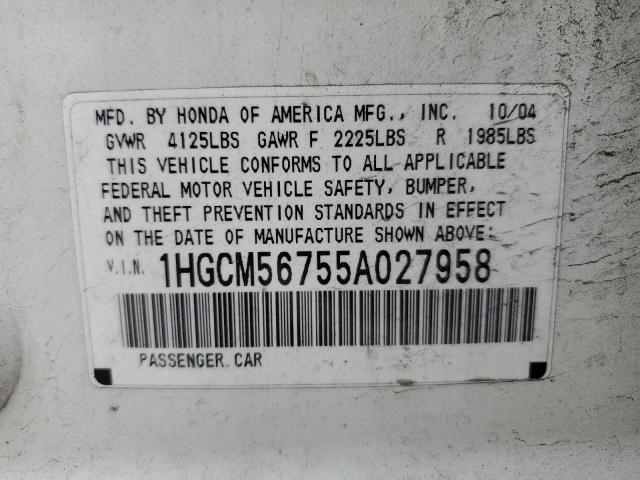 MFD. BY HONDA OF AMERICA MFG., INC. 10/04
GVWR 4125LBS GAWR F 2225LBS R 1985LBS
THIS VEHICLE CONFORMS TO ALL APPLICABLE
FEDERAL MOTOR VEHICLE SAFETY, BUMPER,
AND THEFT PREVENTION STANDARDS IN EFFECT
ON THE DATE OF MANUFACTURE SHOWN ABOVE:
V.I.N. 1HGCM56755A027958
PASSENGER CAR